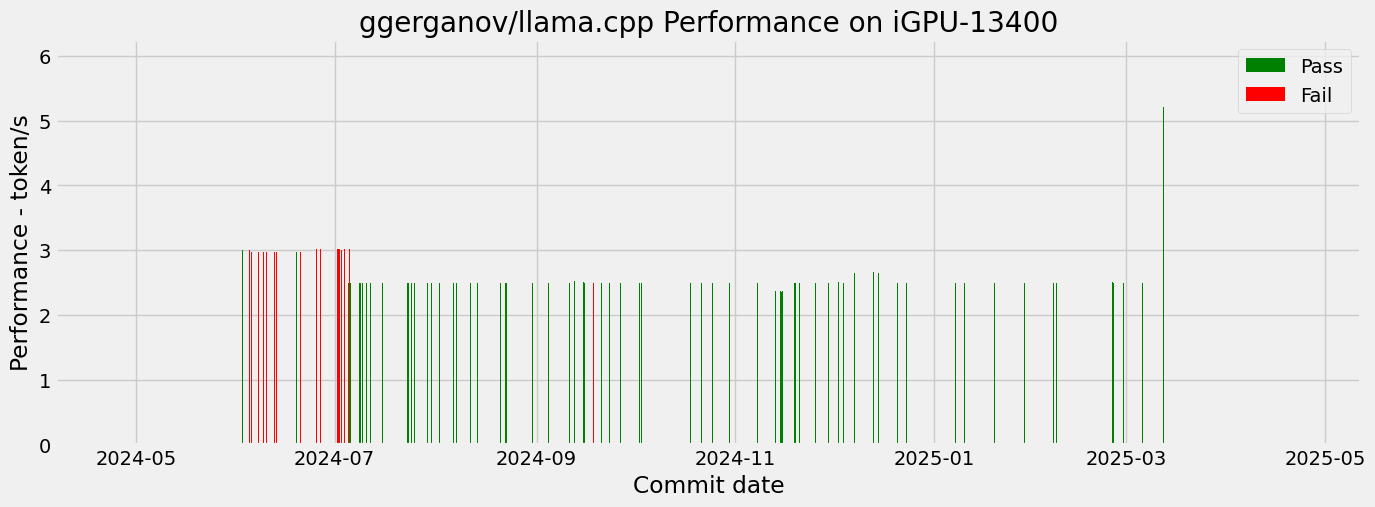 ggerganov/llama.cpp Performance on iGPU-13400
Performance - token/s
6
5
4
3
2
1
0
Pass
Fail
2024-05 2024-07 2024-09 2024-11 2025-01 2025-03 2025-05
Commit date